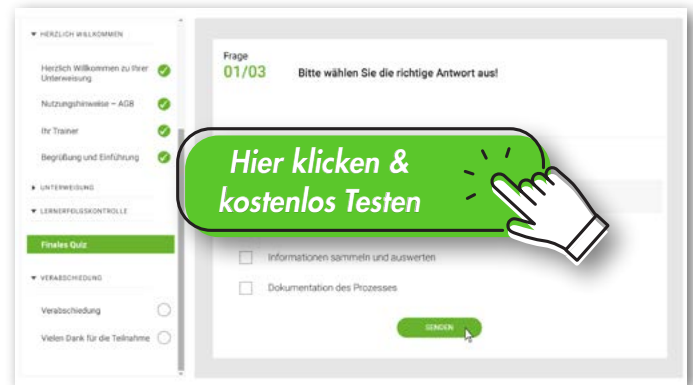 HERZLICH WILLKOMMEN
Herzlich Willkommen zu Ihrer
Unterweisung
Nutzungshinweise – AGB
Ihr Trainer
Begrüßung und Einführung
UNTERWEISUNG
LERNERFOLGSKONTROLLE
Finales Quiz
VERABSCHIEDUNG
Verabschiedung
Vielen Dank für die Teilnahme
Frage
01/03
Bitte wählen Sie die richtige Antwort aus!
Hier klicken &
kostenlos Testen
Informationen sammeln und auswerten
Dokumentation des Prozesses
SENDEN